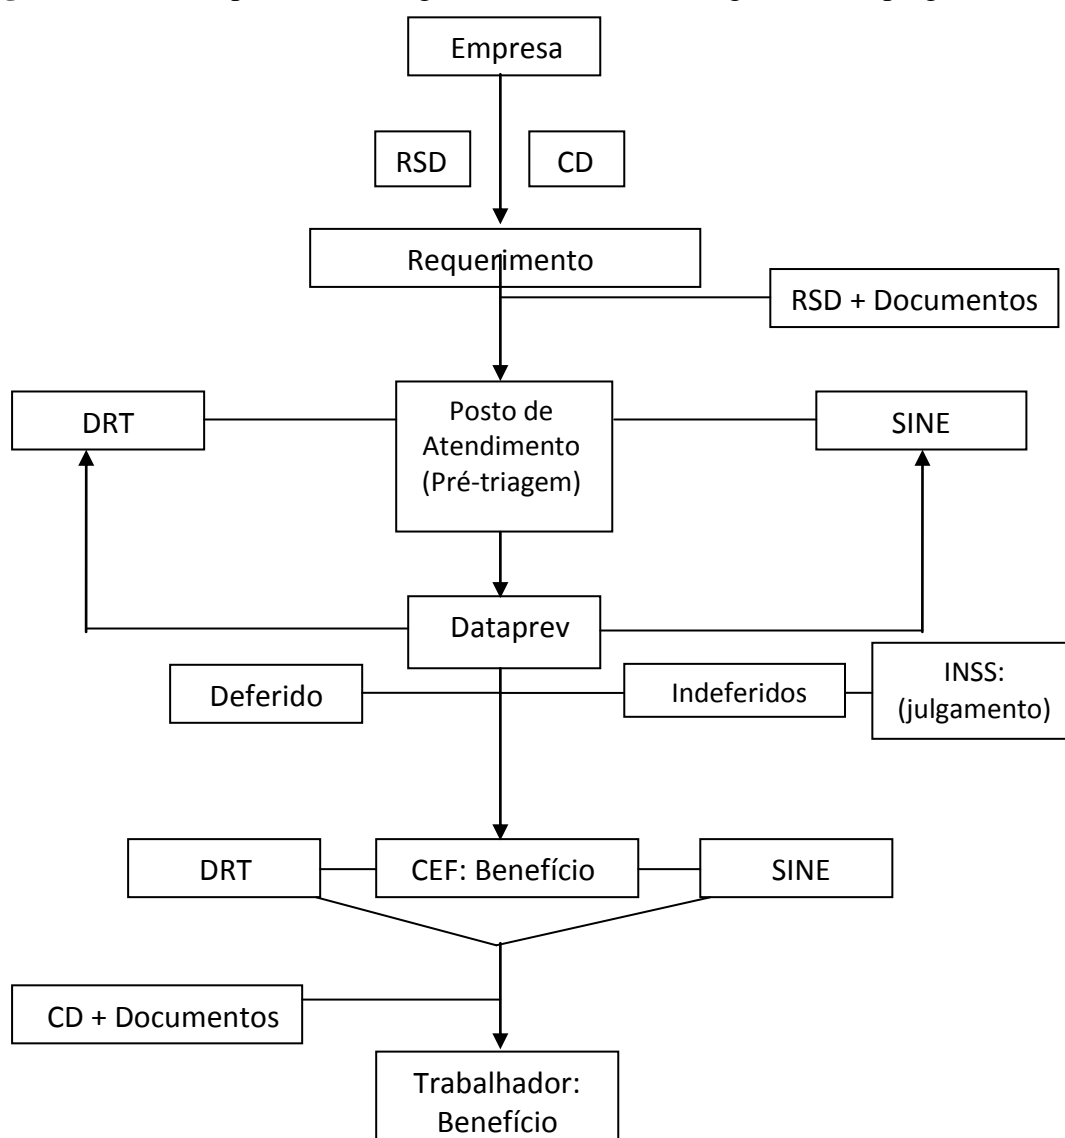 Empresa
RSD
CD
Requerimento
RSD + Documentos
DRT
Posto de
Atendimento
(Pré-triagem)
SINE
Dataprev
Deferido
Indeferidos
INSS:
(julgamento)
DRT
CEF: Benefício
SINE
CD + Documentos
Trabalhador:
Benefício